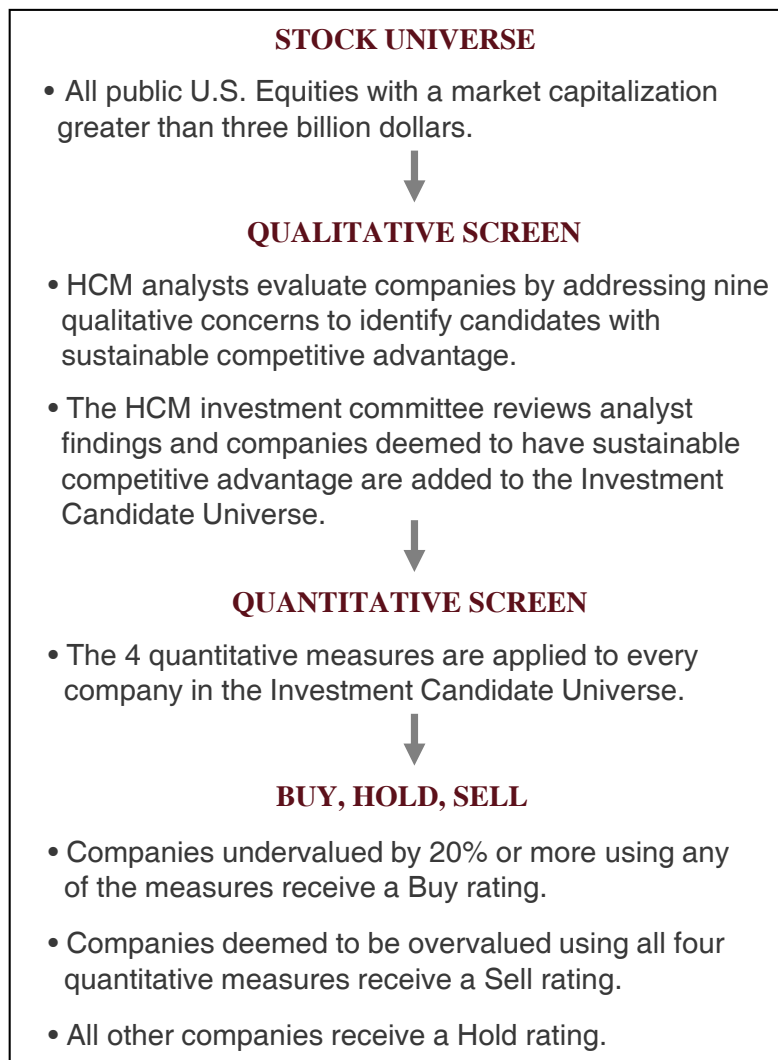 STOCK UNIVERSE
• All public U.S. Equities with a market capitalization
greater than three billion dollars.
QUALITATIVE SCREEN
• HCM analysts evaluate companies by addressing nine
qualitative concerns to identify candidates with
sustainable competitive advantage.
• The HCM investment committee reviews analyst
findings and companies deemed to have sustainable
competitive advantage are added to the Investment
Candidate Universe.
QUANTITATIVE SCREEN
• The 4 quantitative measures are applied to every
company in the Investment Candidate Universe.
BUY, HOLD, SELL
• Companies undervalued by 20% or more using any
of the measures receive a Buy rating.
• Companies deemed to be overvalued using all four
quantitative measures receive a Sell rating.
• All other companies receive a Hold rating.